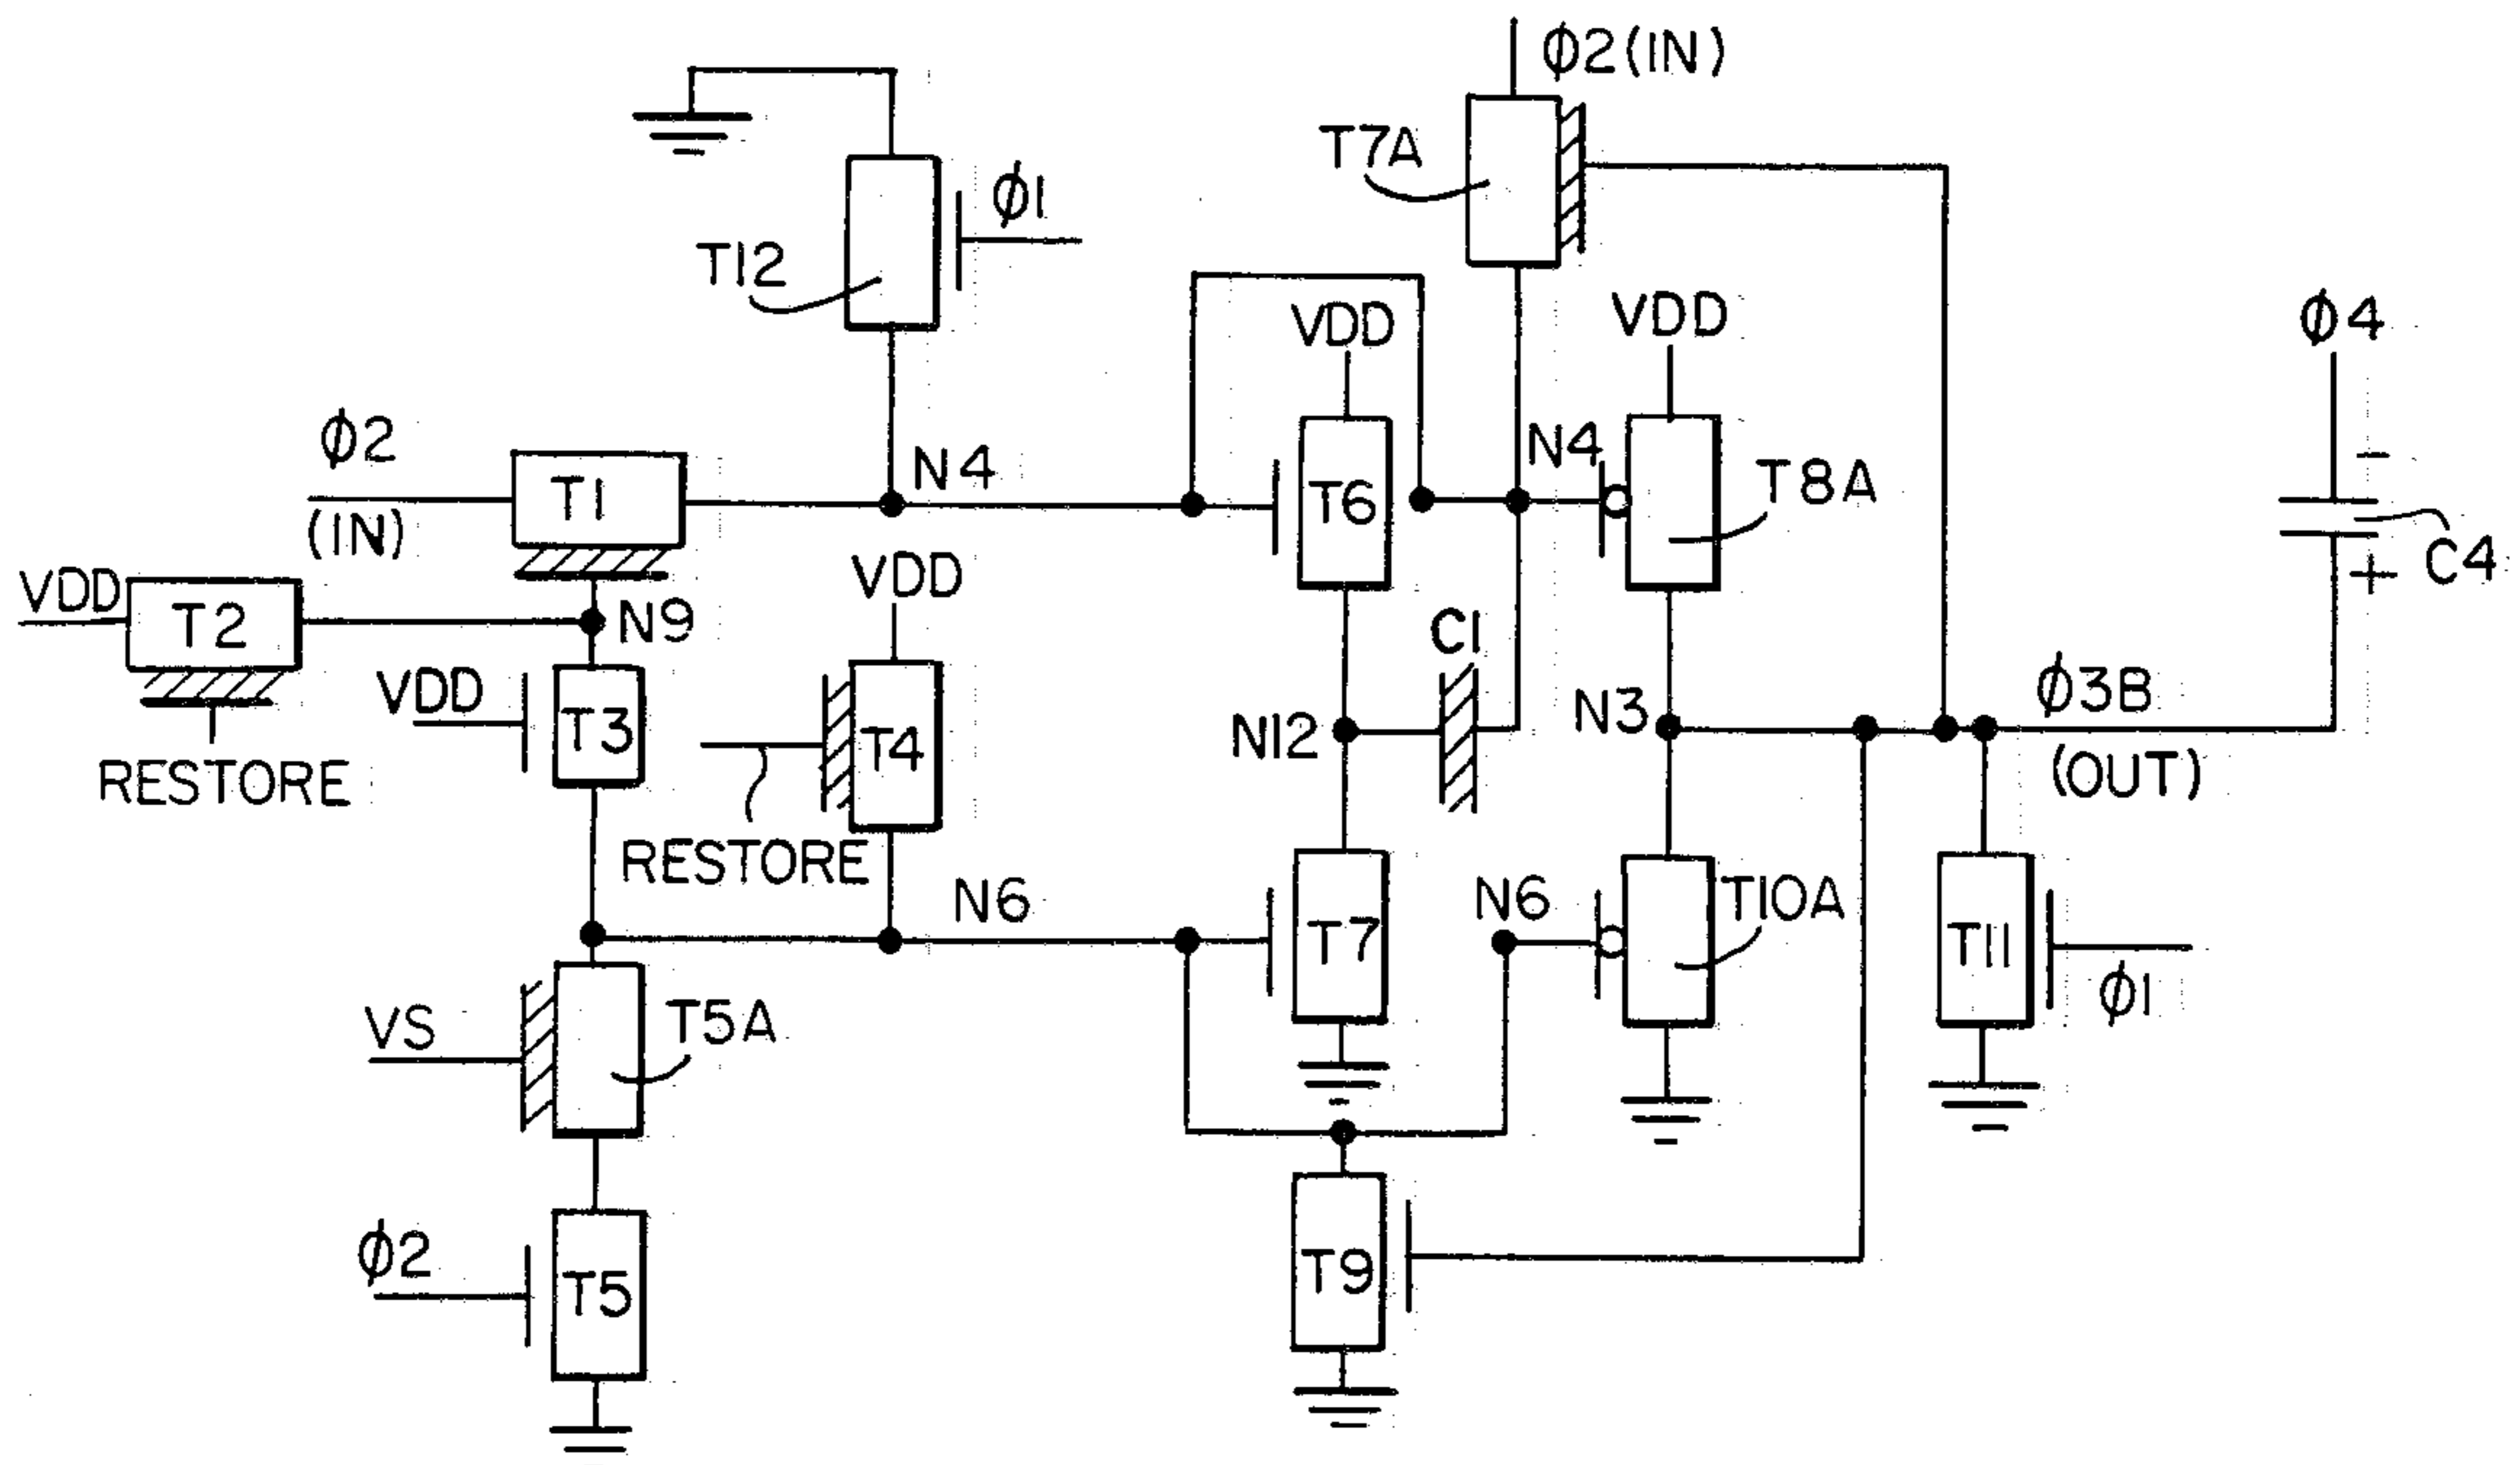 ϕ2(IN)
T7A
ϕ1
T12
VDD
VDD
ϕ4
ϕ2
(IN)
T1
N4
T6
N4
T8A
C4
−
+
VDD
T2
N9
VDD
C1
RESTORE
VDD
T3
T4
RESTORE
N12
N3
ϕ3B
(OUT)
N6
T7
N6
T10A
T11
ϕ1
VS
T5A
ϕ2
T5
T9